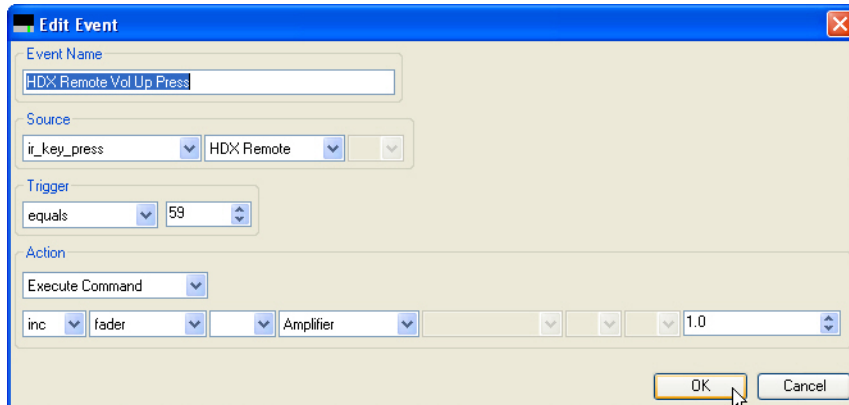 Edit Event
Event Name
HDX Remote Vol Up Press
Source
ir_key_press HDX Remote
Trigger
equals 59
Action
Execute Command
inc fader Amplifier 1.0
OK Cancel